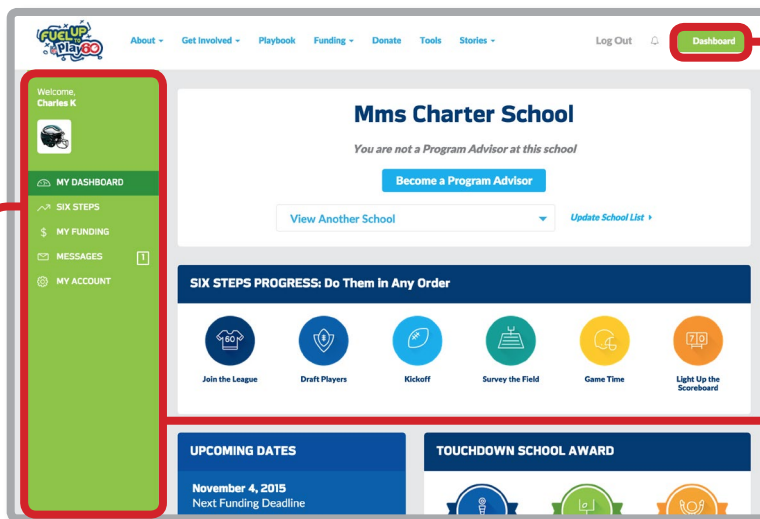 FUEL UP
TO
Play 60
About
Get Involved
Playbook
Funding
Donate
Tools
Stories
Log Out
Dashboard
Welcome,
Charles K
MY DASHBOARD
SIX STEPS
$ MY FUNDING
MESSAGES 1
MY ACCOUNT
Mms Charter School
You are not a Program Advisor at this school
Become a Program Advisor
View Another School
Update School List
SIX STEPS PROGRESS: Do Them in Any Order
60
70
Join the League
Draft Players
Kickoff
Survey the Field
Game Time
Light Up the
Scoreboard
UPCOMING DATES
November 4, 2015
Next Funding Deadline
TOUCHDOWN SCHOOL AWARD